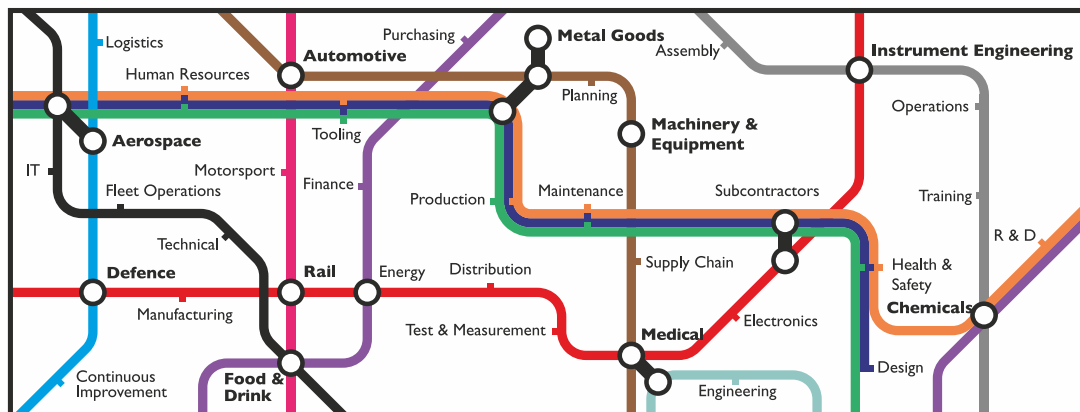 Purchasing
Metal Goods
Assembly
Instrument Engineering
Logistics
Automotive
Human Resources
Planning
Operations
Tooling
Machinery &
Equipment
Aerospace
IT
Motorsport
Finance
Fleet Operations
Production
Maintenance
Subcontractors
Training
Technical
R & D
Defence
Rail
Energy
Distribution
Supply Chain
Health &
Safety
Manufacturing
Test & Measurement
Medical
Electronics
Chemicals
Continuous
Improvement
Food &
Drink
Engineering
Design